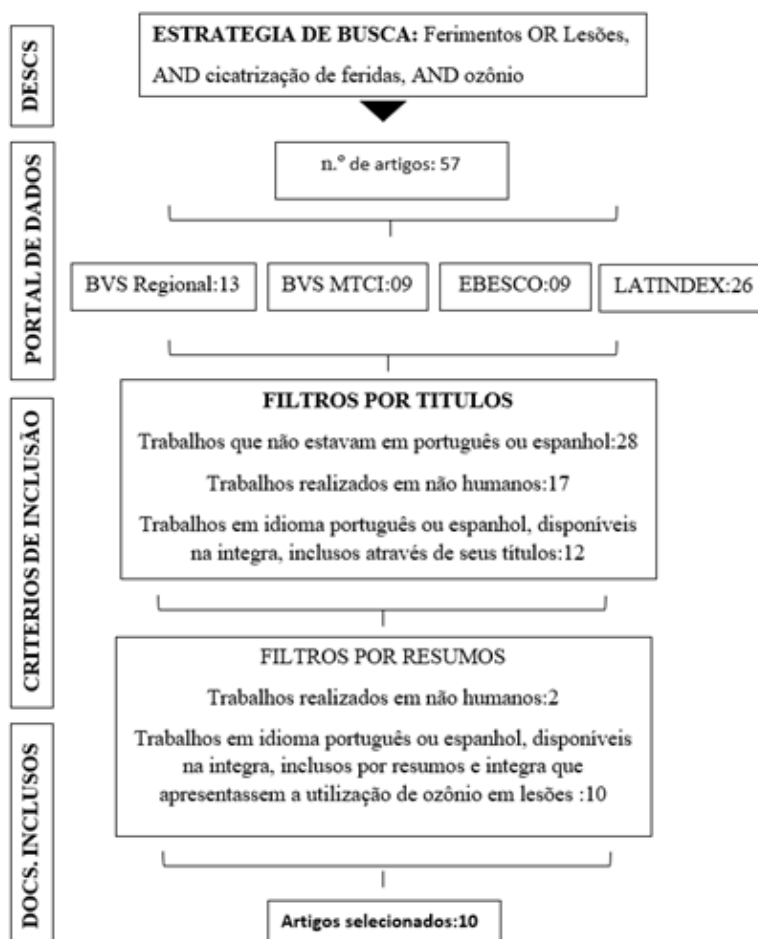 DESCS
ESTRATEGIA DE BUSCA: Ferimentos OR Lesões,
AND cicatrização de feridas, AND ozônio
PORTAL DE DADOS
n.º de artigos: 57
BVS Regional:13
BVS MTCI:09
EBESCO:09
LATINDEX:26
CRITERIOS DE INCLUSÃO
FILTROS POR TITULOS
Trabalhos que não estavam em português ou espanhol:28
Trabalhos realizados em não humanos:17
Trabalhos em idioma português ou espanhol, disponíveis
na integra, inclusos através de seus títulos:12
FILTROS POR RESUMOS
Trabalhos realizados em não humanos:2
Trabalhos em idioma português ou espanhol, disponíveis
na integra, inclusos por resumos e integra que
apresentassem a utilização de ozônio em lesões :10
DOCS. INCLUSOS
Artigos selecionados:10